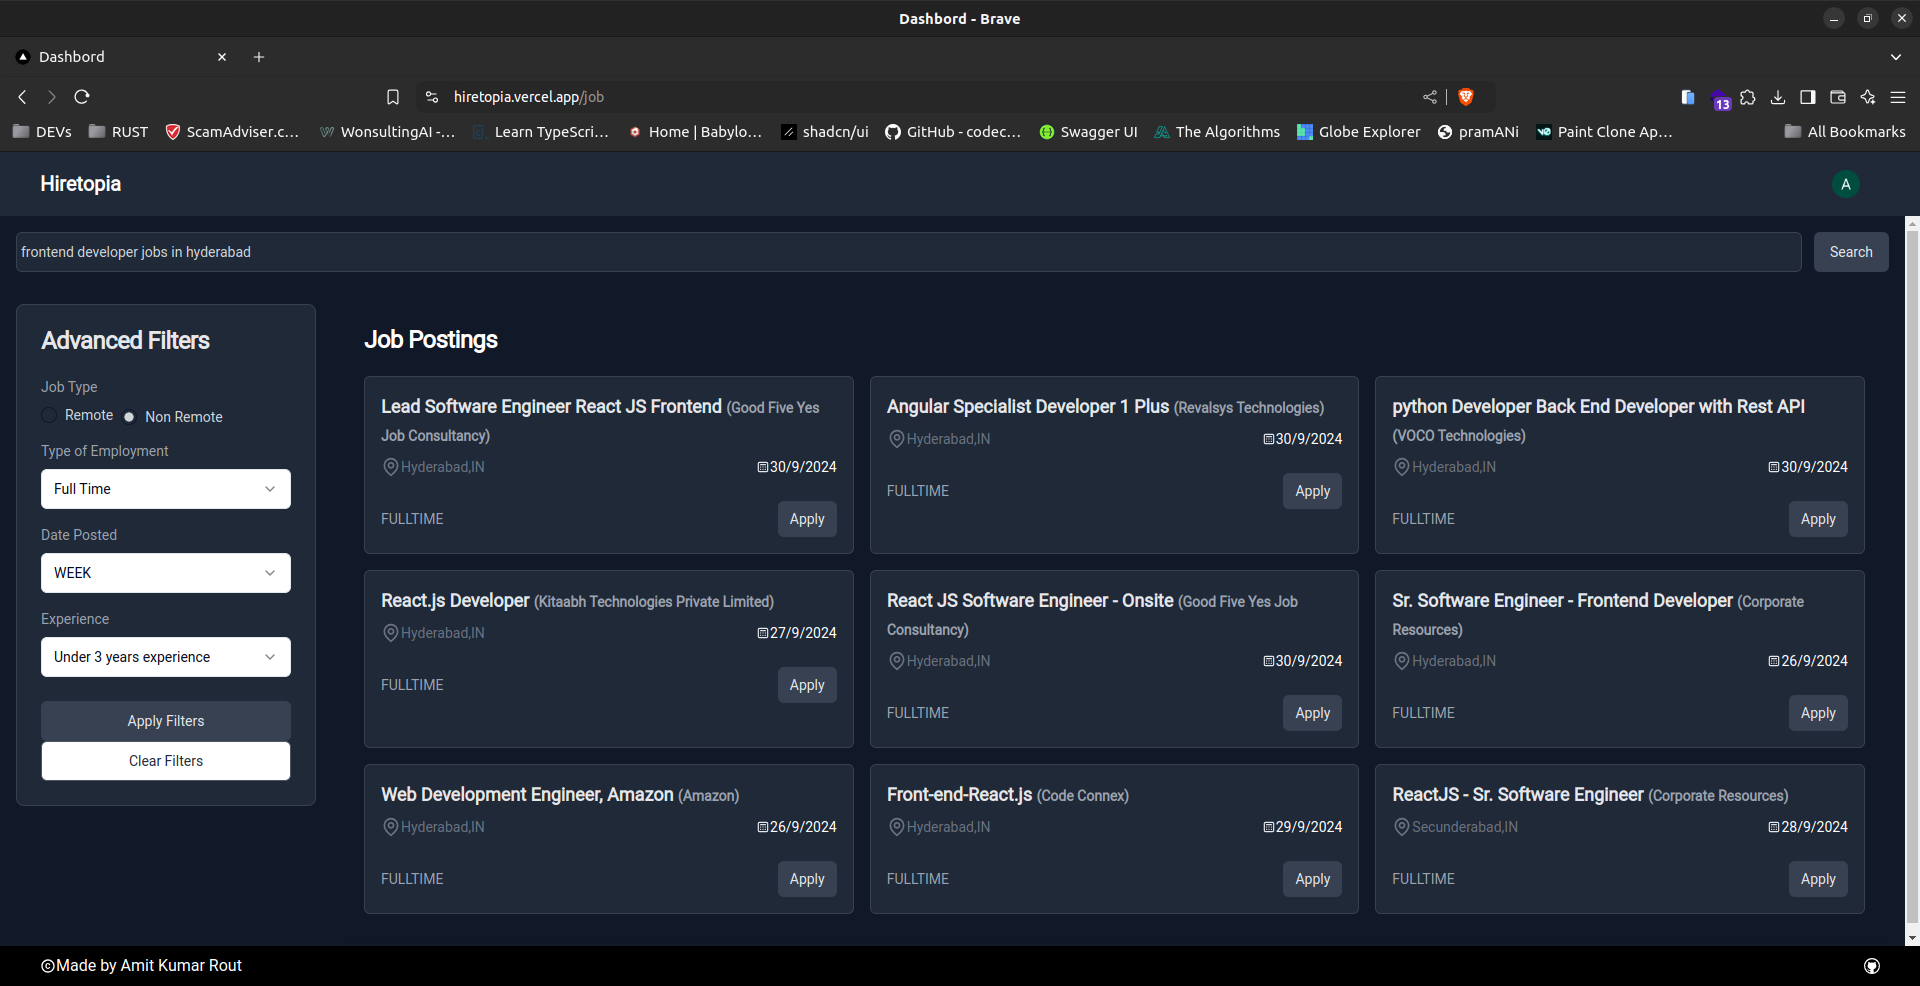 Dashbord - Brave
Dashbord
hiretopia.vercel.app/job
13
DEVs
RUST
ScamAdviser.c...
WonsultingAI -...
Learn TypeScri...
Home | Babylo...
shadcn/ui
GitHub - codec...
Swagger UI
The Algorithms
Globe Explorer
pramANi
Paint Clone Ap...
All Bookmarks
Hiretopia
A
frontend developer jobs in hyderabad
Search
Advanced Filters
Job Type
Remote
Non Remote
Type of Employment
Full Time
Date Posted
WEEK
Experience
Under 3 years experience
Apply Filters
Clear Filters
Job Postings
Lead Software Engineer React JS Frontend (Good Five Yes
Job Consultancy)
Hyderabad,IN
30/9/2024
FULLTIME
Apply
Angular Specialist Developer 1 Plus (Revalsys Technologies)
Hyderabad,IN
30/9/2024
FULLTIME
Apply
python Developer Back End Developer with Rest API
(VOCO Technologies)
Hyderabad,IN
30/9/2024
FULLTIME
Apply
React.js Developer (Kitaabh Technologies Private Limited)
Hyderabad,IN
27/9/2024
FULLTIME
Apply
React JS Software Engineer - Onsite (Good Five Yes Job
Consultancy)
Hyderabad,IN
30/9/2024
FULLTIME
Apply
Sr. Software Engineer - Frontend Developer (Corporate
Resources)
Hyderabad,IN
26/9/2024
FULLTIME
Apply
Web Development Engineer, Amazon (Amazon)
Hyderabad,IN
26/9/2024
FULLTIME
Apply
Front-end-React.js (Code Connex)
Hyderabad,IN
29/9/2024
FULLTIME
Apply
ReactJS - Sr. Software Engineer (Corporate Resources)
Secunderabad,IN
28/9/2024
FULLTIME
Apply
©Made by Amit Kumar Rout